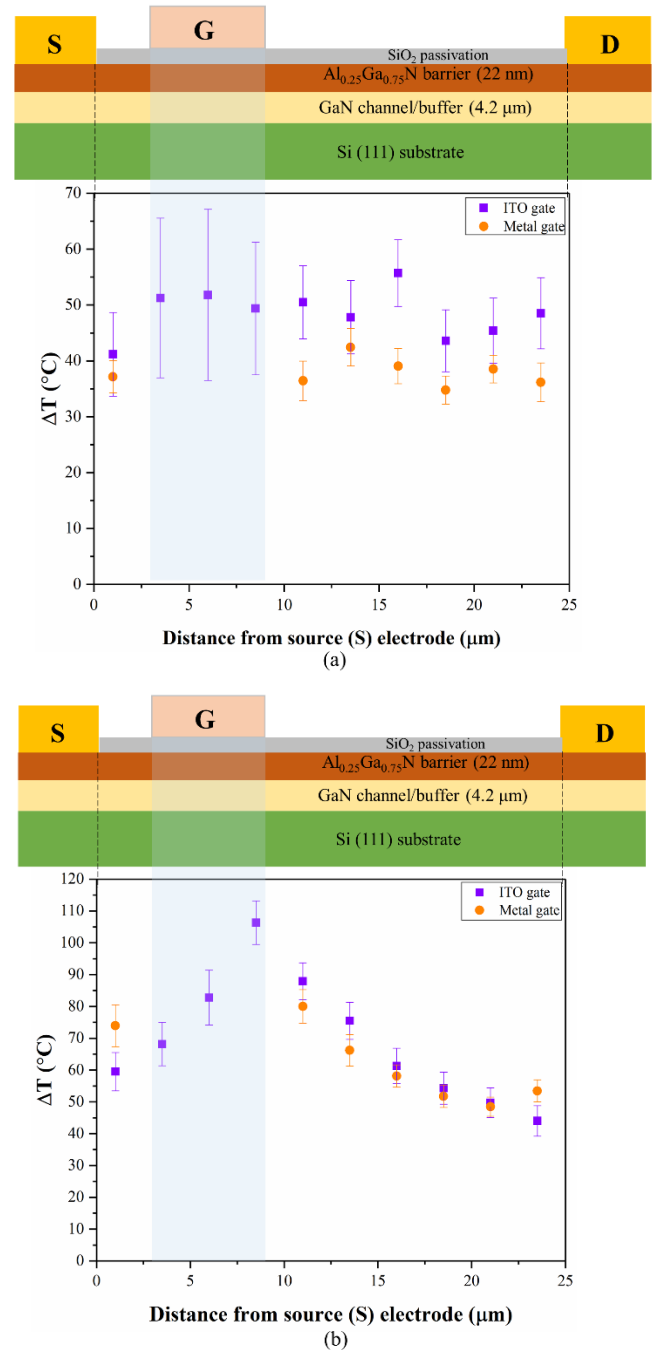 S
G
D
SiO₂ passivation
Al₀.₂₅Ga₀.₇₅N barrier (22 nm)
GaN channel/buffer (4.2 μm)
Si (111) substrate
70
60
50
40
30
20
10
0
ΔT (°C)
ITO gate
Metal gate
0
5
10
15
20
25
Distance from source (S) electrode (μm)
(a)
S
G
D
SiO₂ passivation
Al₀.₂₅Ga₀.₇₅N barrier (22 nm)
GaN channel/buffer (4.2 μm)
Si (111) substrate
120
110
100
90
80
70
60
50
40
30
20
10
0
ΔT (°C)
ITO gate
Metal gate
0
5
10
15
20
25
Distance from source (S) electrode (μm)
(b)